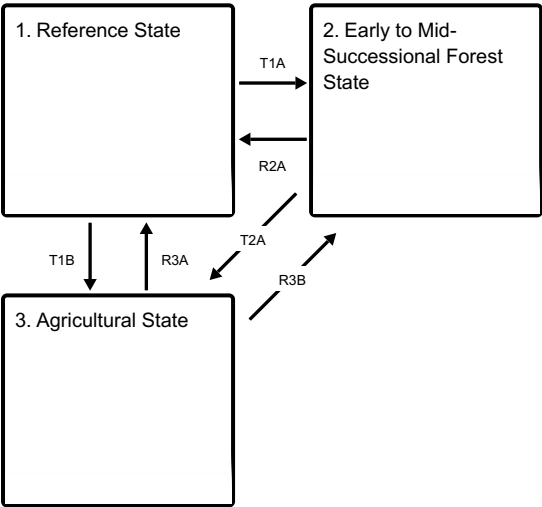 1. Reference State
2. Early to Mid-
Successional Forest
State
T1A
R2A
T2A
T1B
R3A
R3B
3. Agricultural State